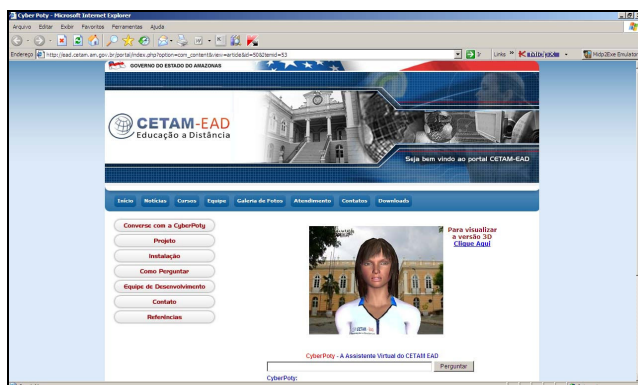 Cyber Poty - Microsoft Internet Explorer
Arquivo Editar Exibir Favoritos Ferramentas Ajuda
Endereço
Links
Midp2Exe Emulator
GOVERNO DO ESTADO DO AMAZONAS
CETAM-EAD
Educação a Distância
Seja bem vindo ao portal CETAM-EAD
Início Notícias Cursos Equipe Galeria de Fotos Atendimento Contatos Downloads
Converse com a CyberPoty
Projeto
Instalação
Como Perguntar
Equipe de Desenvolvimento
Contato
Referências
Para visualizar
a versão 3D
Clique Aqui
CyberPoty - A Assistente Virtual do CETAM EAD
Perguntar
CyberPoty: